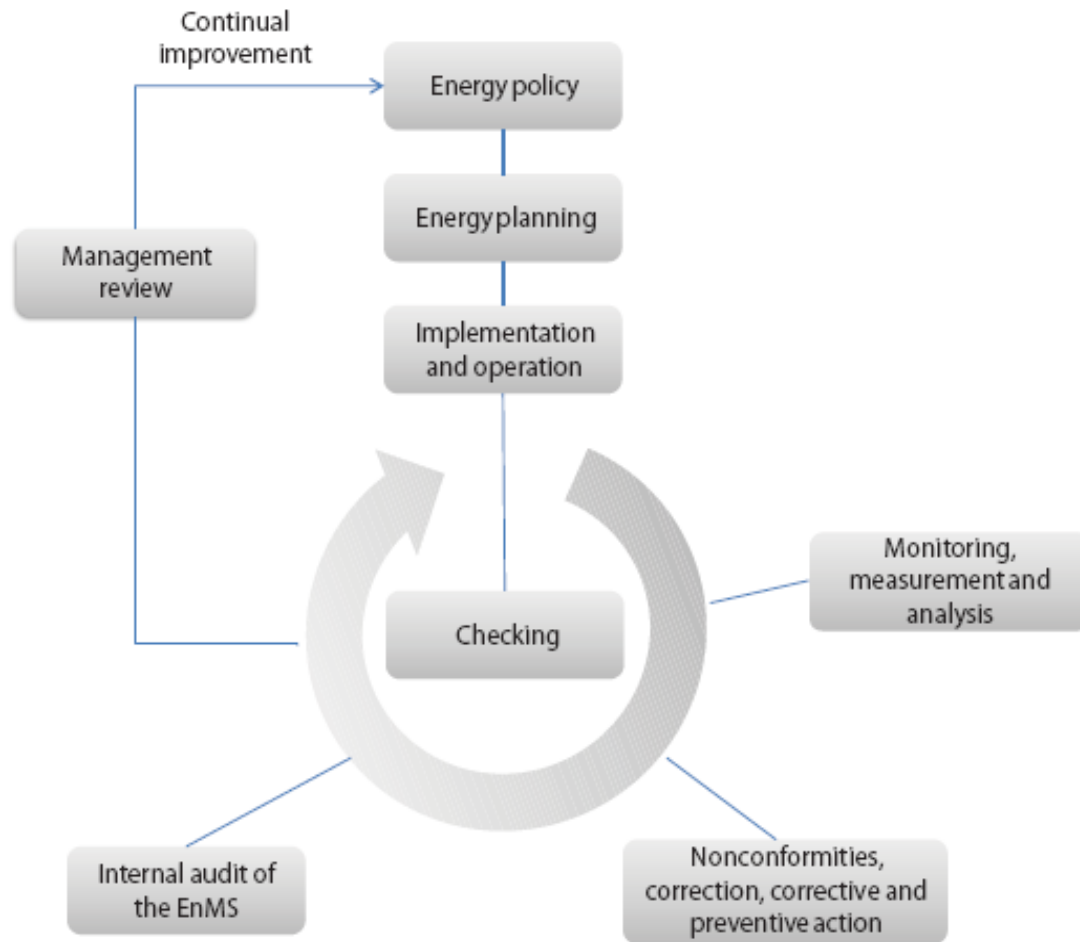 Continual
improvement
Energy policy
Energy planning
Management
review
Implementation
and operation
Monitoring,
measurement and
analysis
Checking
Internal audit of
the EnMS
Nonconformities,
correction, corrective and
preventive action